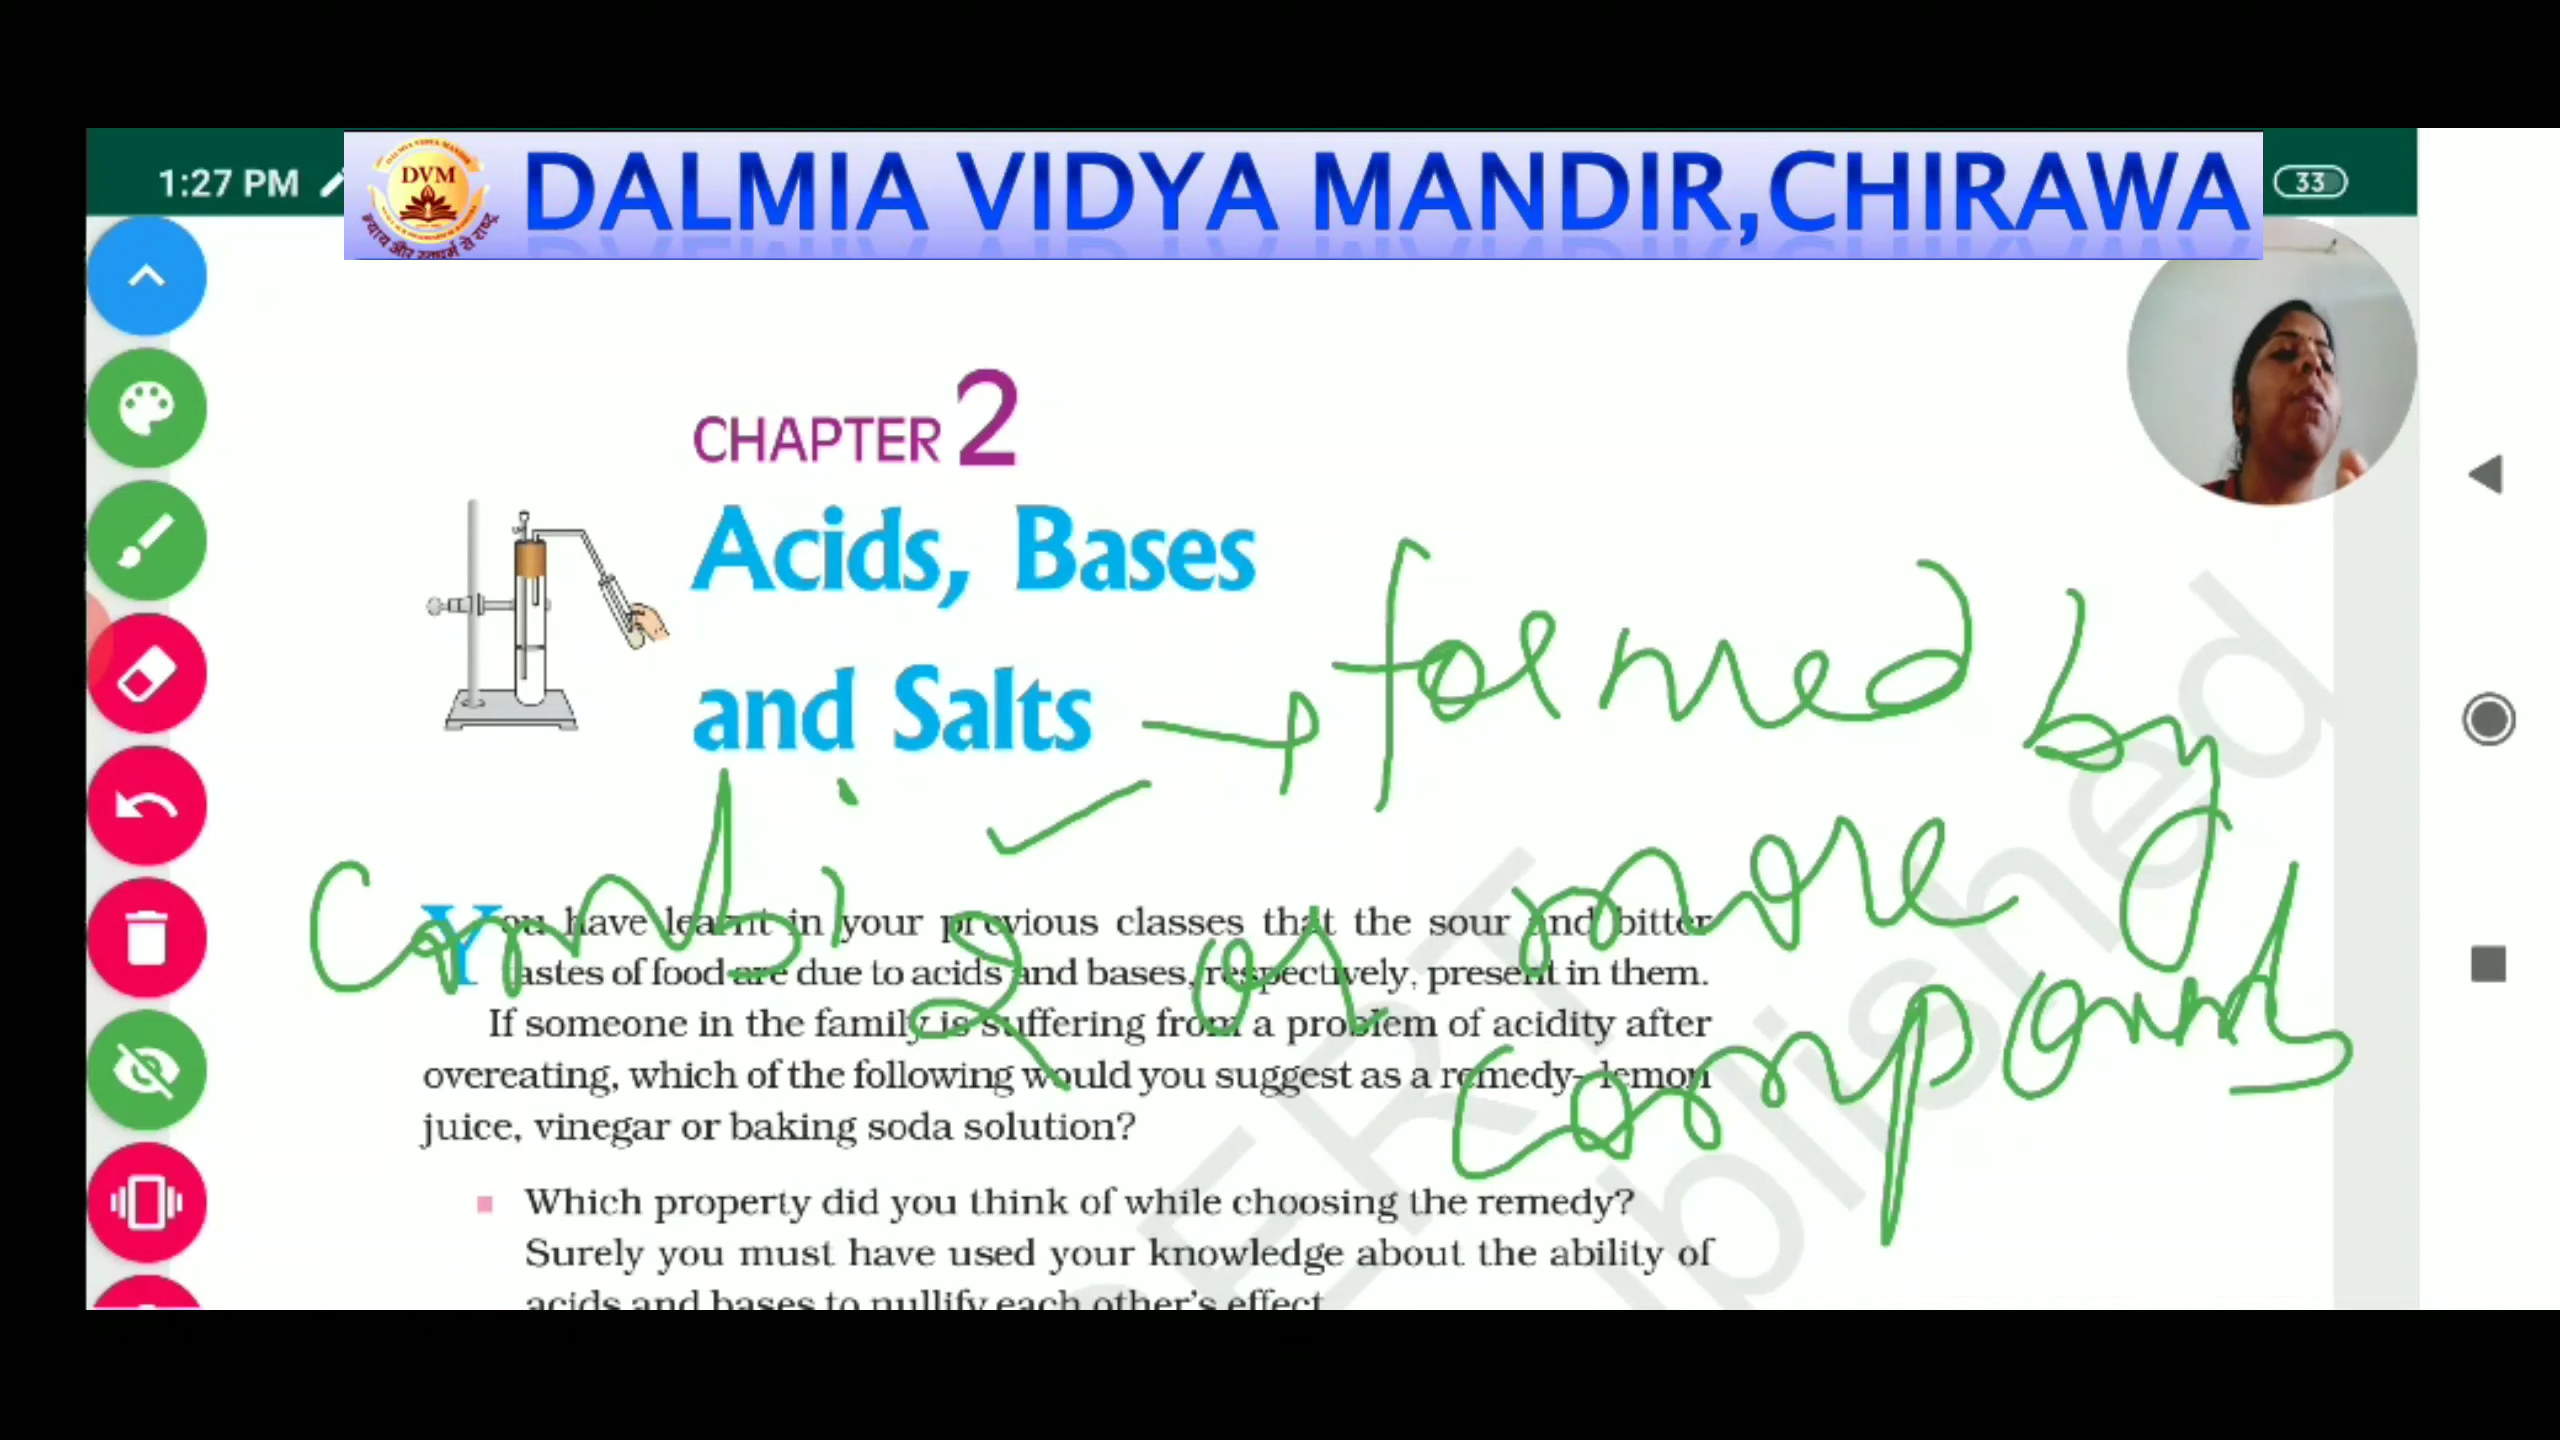 1:27 PM
DVM
DALMIA VIDYA MANDIR,CHIRAWA
33
CHAPTER 2
Acids, Bases
and Salts
formed by
combi 2 or more
compounds
You have learnt in your previous classes that the sour and bitter
tastes of food are due to acids and bases, respectively, present in them.
If someone in the family is suffering from a problem of acidity after
overeating, which of the following would you suggest as a remedy– lemon
juice, vinegar or baking soda solution?
Which property did you think of while choosing the remedy?
Surely you must have used your knowledge about the ability of
acids and bases to nullify each other's effect